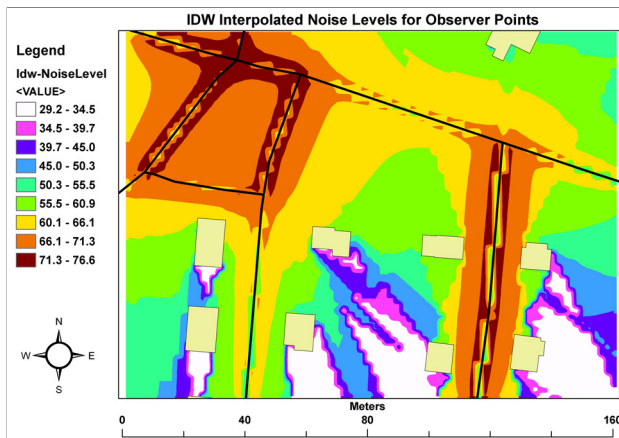 IDW Interpolated Noise Levels for Observer Points
Legend
Idw-NoiseLevel
<VALUE>
29.2 - 34.5
34.5 - 39.7
39.7 - 45.0
45.0 - 50.3
50.3 - 55.5
55.5 - 60.9
60.1 - 66.1
66.1 - 71.3
71.3 - 76.6
N
W E
S
Meters
0 40 80 120 160